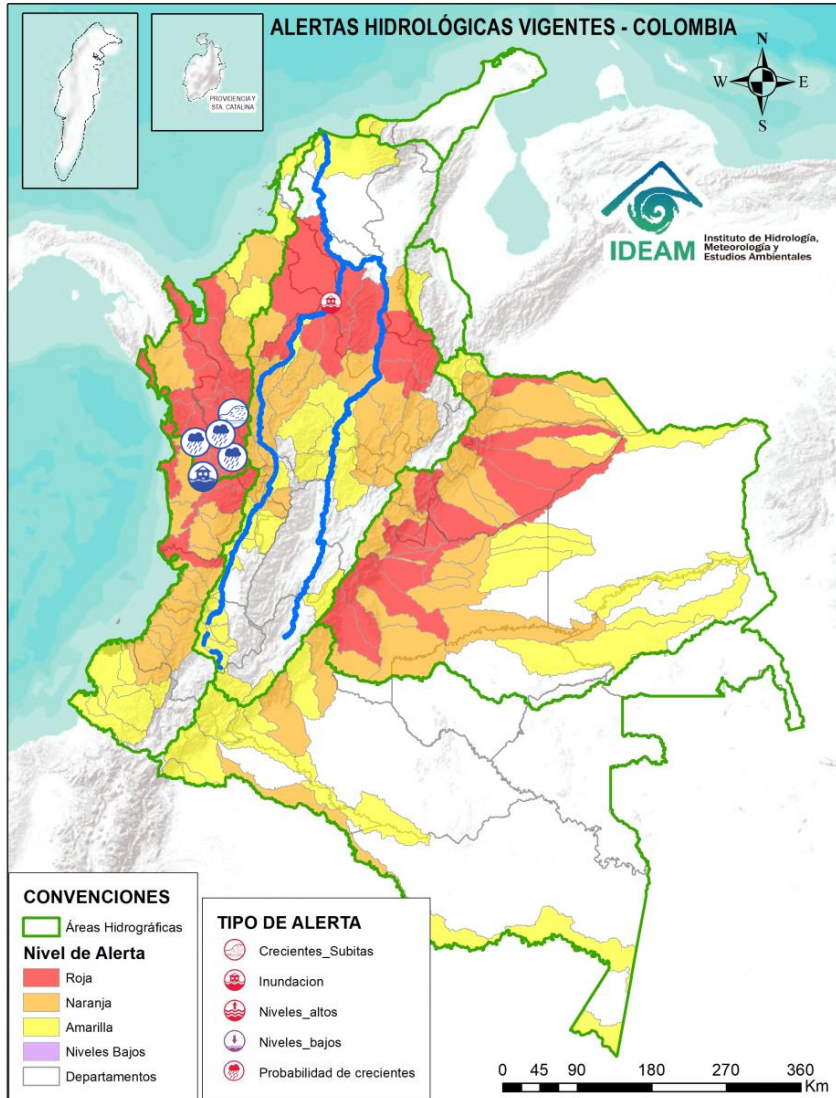 ALERTAS HIDROLÓGICAS VIGENTES - COLOMBIA
PROVIDENCIA Y
STA. CATALINA
N
W
E
S
IDEAM
Instituto de Hidrología,
Meteorología y
Estudios Ambientales
CONVENCIONES
Áreas Hidrográficas
Nivel de Alerta
Roja
Naranja
Amarilla
Niveles Bajos
Departamentos
TIPO DE ALERTA
Crecientes_Subitas
Inundacion
Niveles_altos
Niveles_bajos
Probabilidad de crecientes
0 45 90 180 270 360
Km